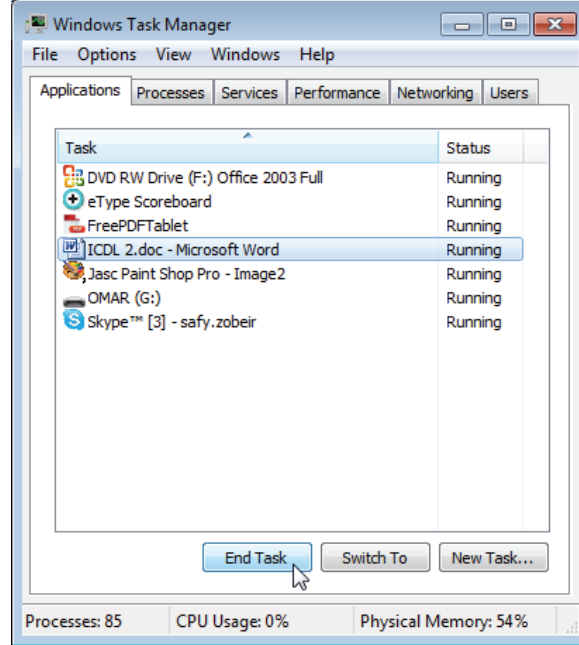 Windows Task Manager
File Options View Windows Help
Applications Processes Services Performance Networking Users
Task Status
DVD RW Drive (F:) Office 2003 Full Running
eType Scoreboard Running
FreePDFTablet Running
ICDL 2.doc - Microsoft Word Running
Jasc Paint Shop Pro - Image2 Running
OMAR (G:) Running
Skype™ [3] - safy.zobeir Running
End Task Switch To New Task...
Processes: 85 CPU Usage: 0% Physical Memory: 54%